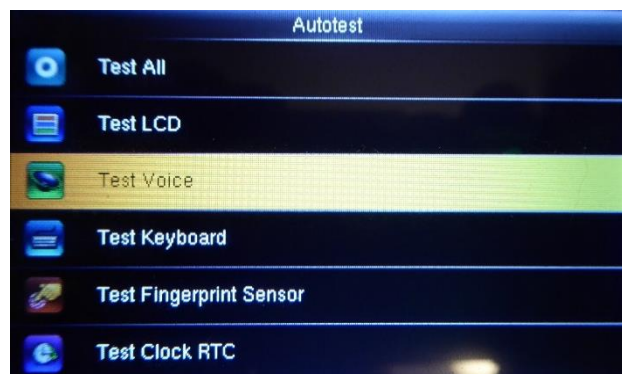 Autotest
Test All
Test LCD
Test Voice
Test Keyboard
Test Fingerprint Sensor
Test Clock RTC